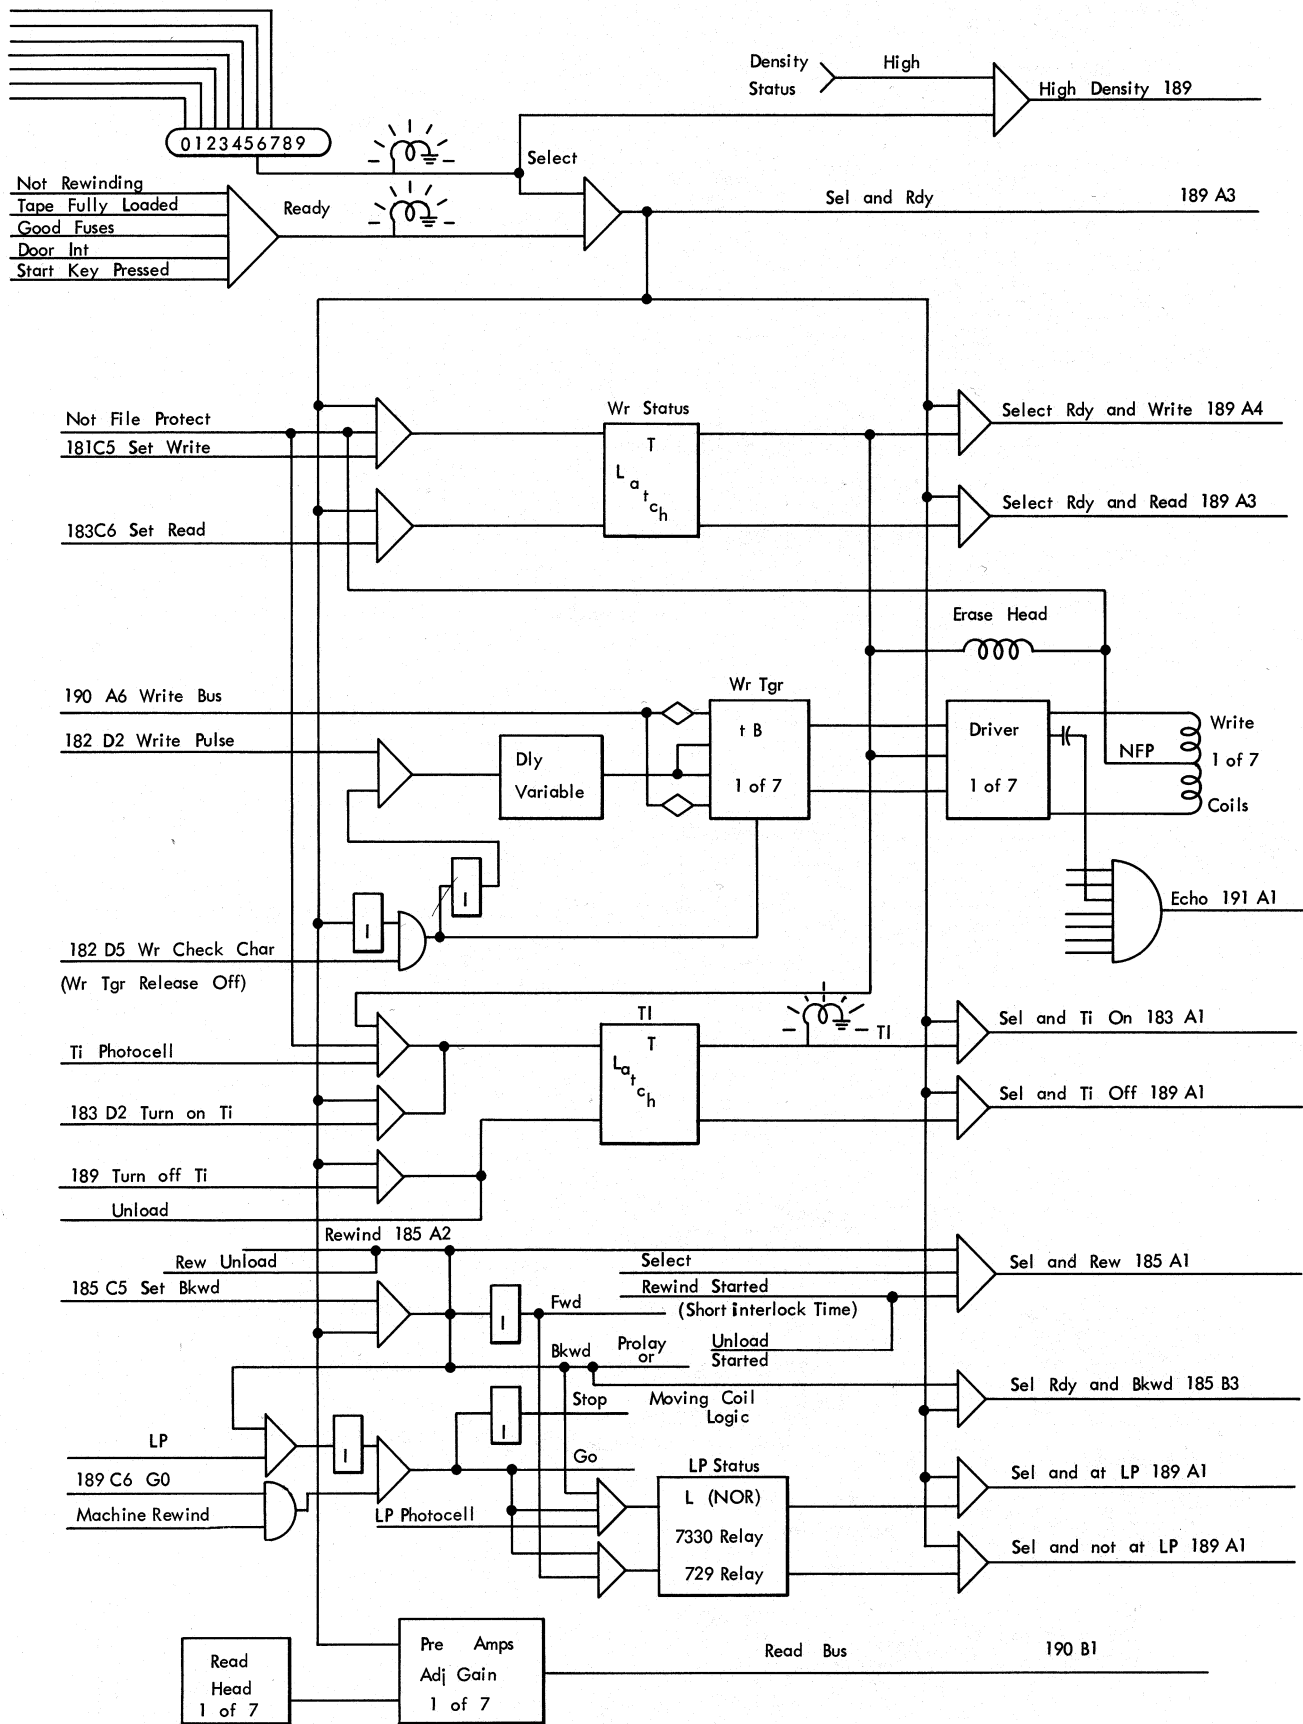 Density
Status
High
High Density 189
0123456789
Select
Not Rewinding
Tape Fully Loaded
Good Fuses
Door Int
Start Key Pressed
Ready
Sel and Rdy
189 A3
Not File Protect
181C5 Set Write
183C6 Set Read
Wr Status
T
Latch
Select Rdy and Write 189 A4
Select Rdy and Read 189 A3
Erase Head
190 A6 Write Bus
182 D2 Write Pulse
Dly
Variable
Wr Tgr
t B
1 of 7
Driver
1 of 7
NFP
Write
1 of 7
Coils
I
I
182 D5 Wr Check Char
(Wr Tgr Release Off)
Echo 191 A1
Ti Photocell
183 D2 Turn on Ti
189 Turn off Ti
Unload
TI
T
Latch
TI
Sel and Ti On 183 A1
Sel and Ti Off 189 A1
Rewind 185 A2
Rew Unload
185 C5 Set Bkwd
I
Fwd
Select
Rewind Started
(Short interlock Time)
Unload
Started
Sel and Rew 185 A1
Bkwd
Prolay
or
Moving Coil
Logic
Sel Rdy and Bkwd 185 B3
I
Stop
LP
I
189 C6 G0
Machine Rewind
Go
LP Photocell
LP Status
L (NOR)
7330 Relay
729 Relay
Sel and at LP 189 A1
Sel and not at LP 189 A1
Read
Head
1 of 7
Pre Amps
Adj Gain
1 of 7
Read Bus
190 B1